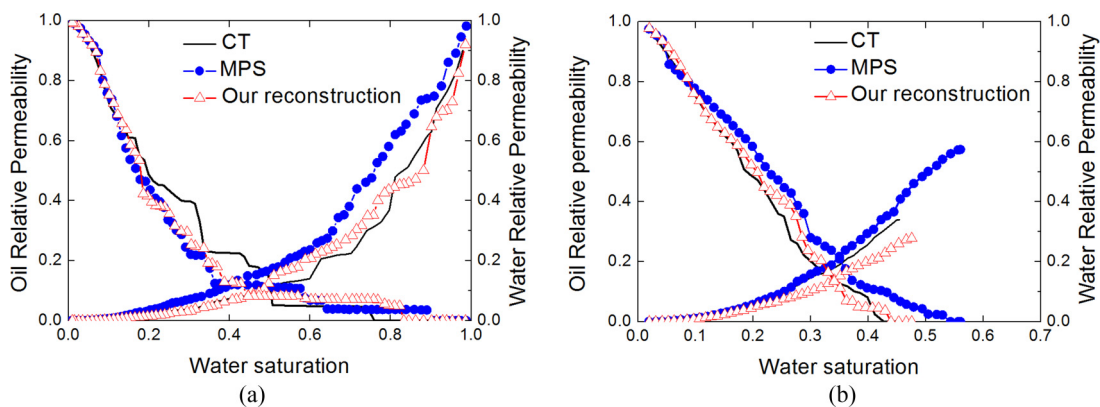 CT
MPS
Our reconstruction
Oil Relative Permeability
1.0
0.8
0.6
0.4
0.2
0.0
0.0 0.2 0.4 0.6 0.8 1.0
Water saturation
1.0
0.8
0.6
0.4
0.2
0.0
Water Relative Permeability
(a)
CT
MPS
Our reconstruction
Oil Relative permeability
1.0
0.8
0.6
0.4
0.2
0.0
0.0 0.1 0.2 0.3 0.4 0.5 0.6 0.7
Water saturation
1.0
0.8
0.6
0.4
0.2
0.0
Water Relative Permeability
(b)